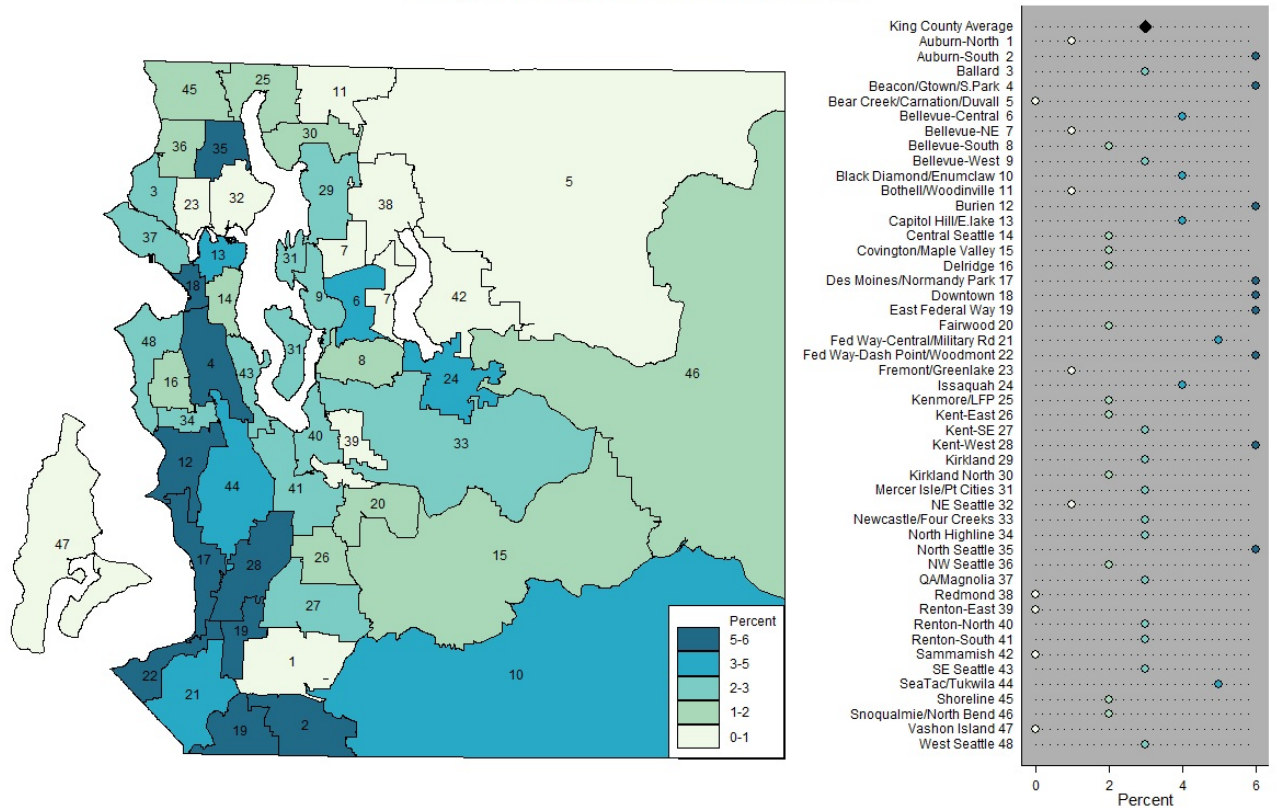 45
25
11
30
36
35
5
3
23
32
29
38
37
7
13
31
18
14
9
6
7
42
48
4
43
31
8
24
46
16
34
12
40
39
33
44
41
20
47
17
28
26
15
27
19
1
22
21
10
19
2
Percent
5-6
3-5
2-3
1-2
0-1
King County Average
Auburn-North 1
Auburn-South 2
Ballard 3
Beacon/Gtown/S.Park 4
Bear Creek/Carnation/Duvall 5
Bellevue-Central 6
Bellevue-NE 7
Bellevue-South 8
Bellevue-West 9
Black Diamond/Enumclaw 10
Bothell/Woodinville 11
Burien 12
Capitol Hill/E.lake 13
Central Seattle 14
Covington/Maple Valley 15
Delridge 16
Des Moines/Normandy Park 17
Downtown 18
East Federal Way 19
Fairwood 20
Fed Way-Central/Military Rd 21
Fed Way-Dash Point/Woodmont 22
Fremont/Greenlake 23
Issaquah 24
Kenmore/LFP 25
Kent-East 26
Kent-SE 27
Kent-West 28
Kirkland 29
Kirkland North 30
Mercer Isle/Pt Cities 31
NE Seattle 32
Newcastle/Four Creeks 33
North Highline 34
North Seattle 35
NW Seattle 36
QA/Magnolia 37
Redmond 38
Renton-East 39
Renton-North 40
Renton-South 41
Sammamish 42
SE Seattle 43
SeaTac/Tukwila 44
Shoreline 45
Snoqualmie/North Bend 46
Vashon Island 47
West Seattle 48
0 2 4 6
Percent